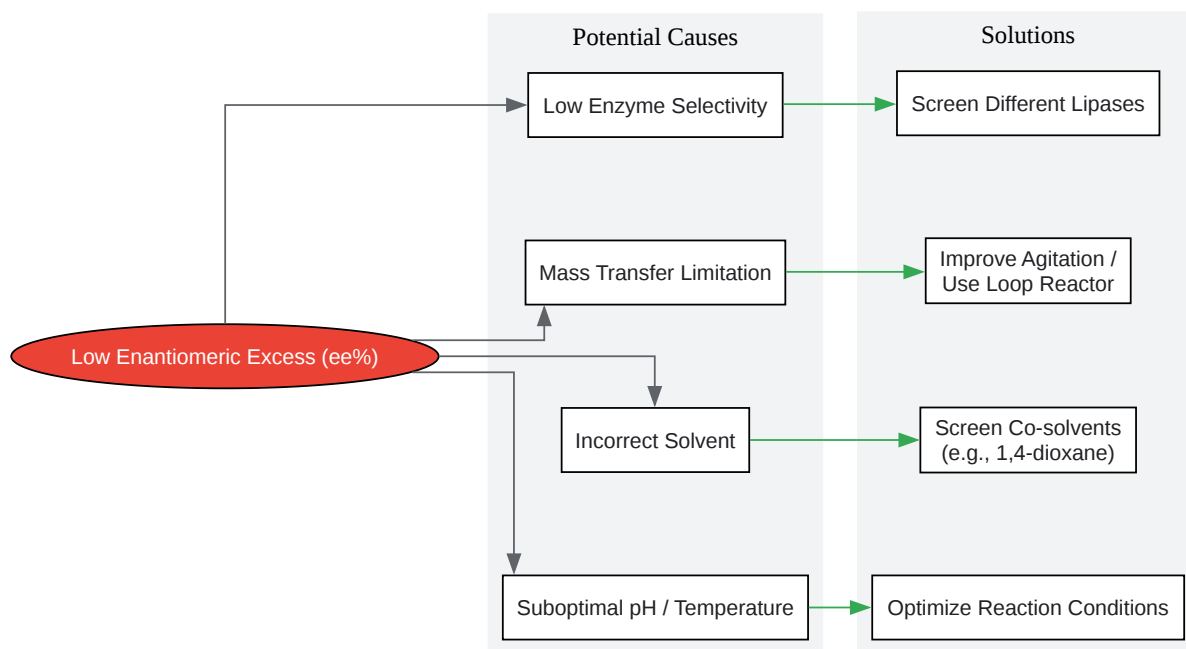 Potential Causes
Solutions
Low Enzyme Selectivity
Screen Different Lipases
Mass Transfer Limitation
Improve Agitation /
Use Loop Reactor
Low Enantiomeric Excess (ee%)
Incorrect Solvent
Screen Co-solvents
(e.g., 1,4-dioxane)
Suboptimal pH / Temperature
Optimize Reaction Conditions